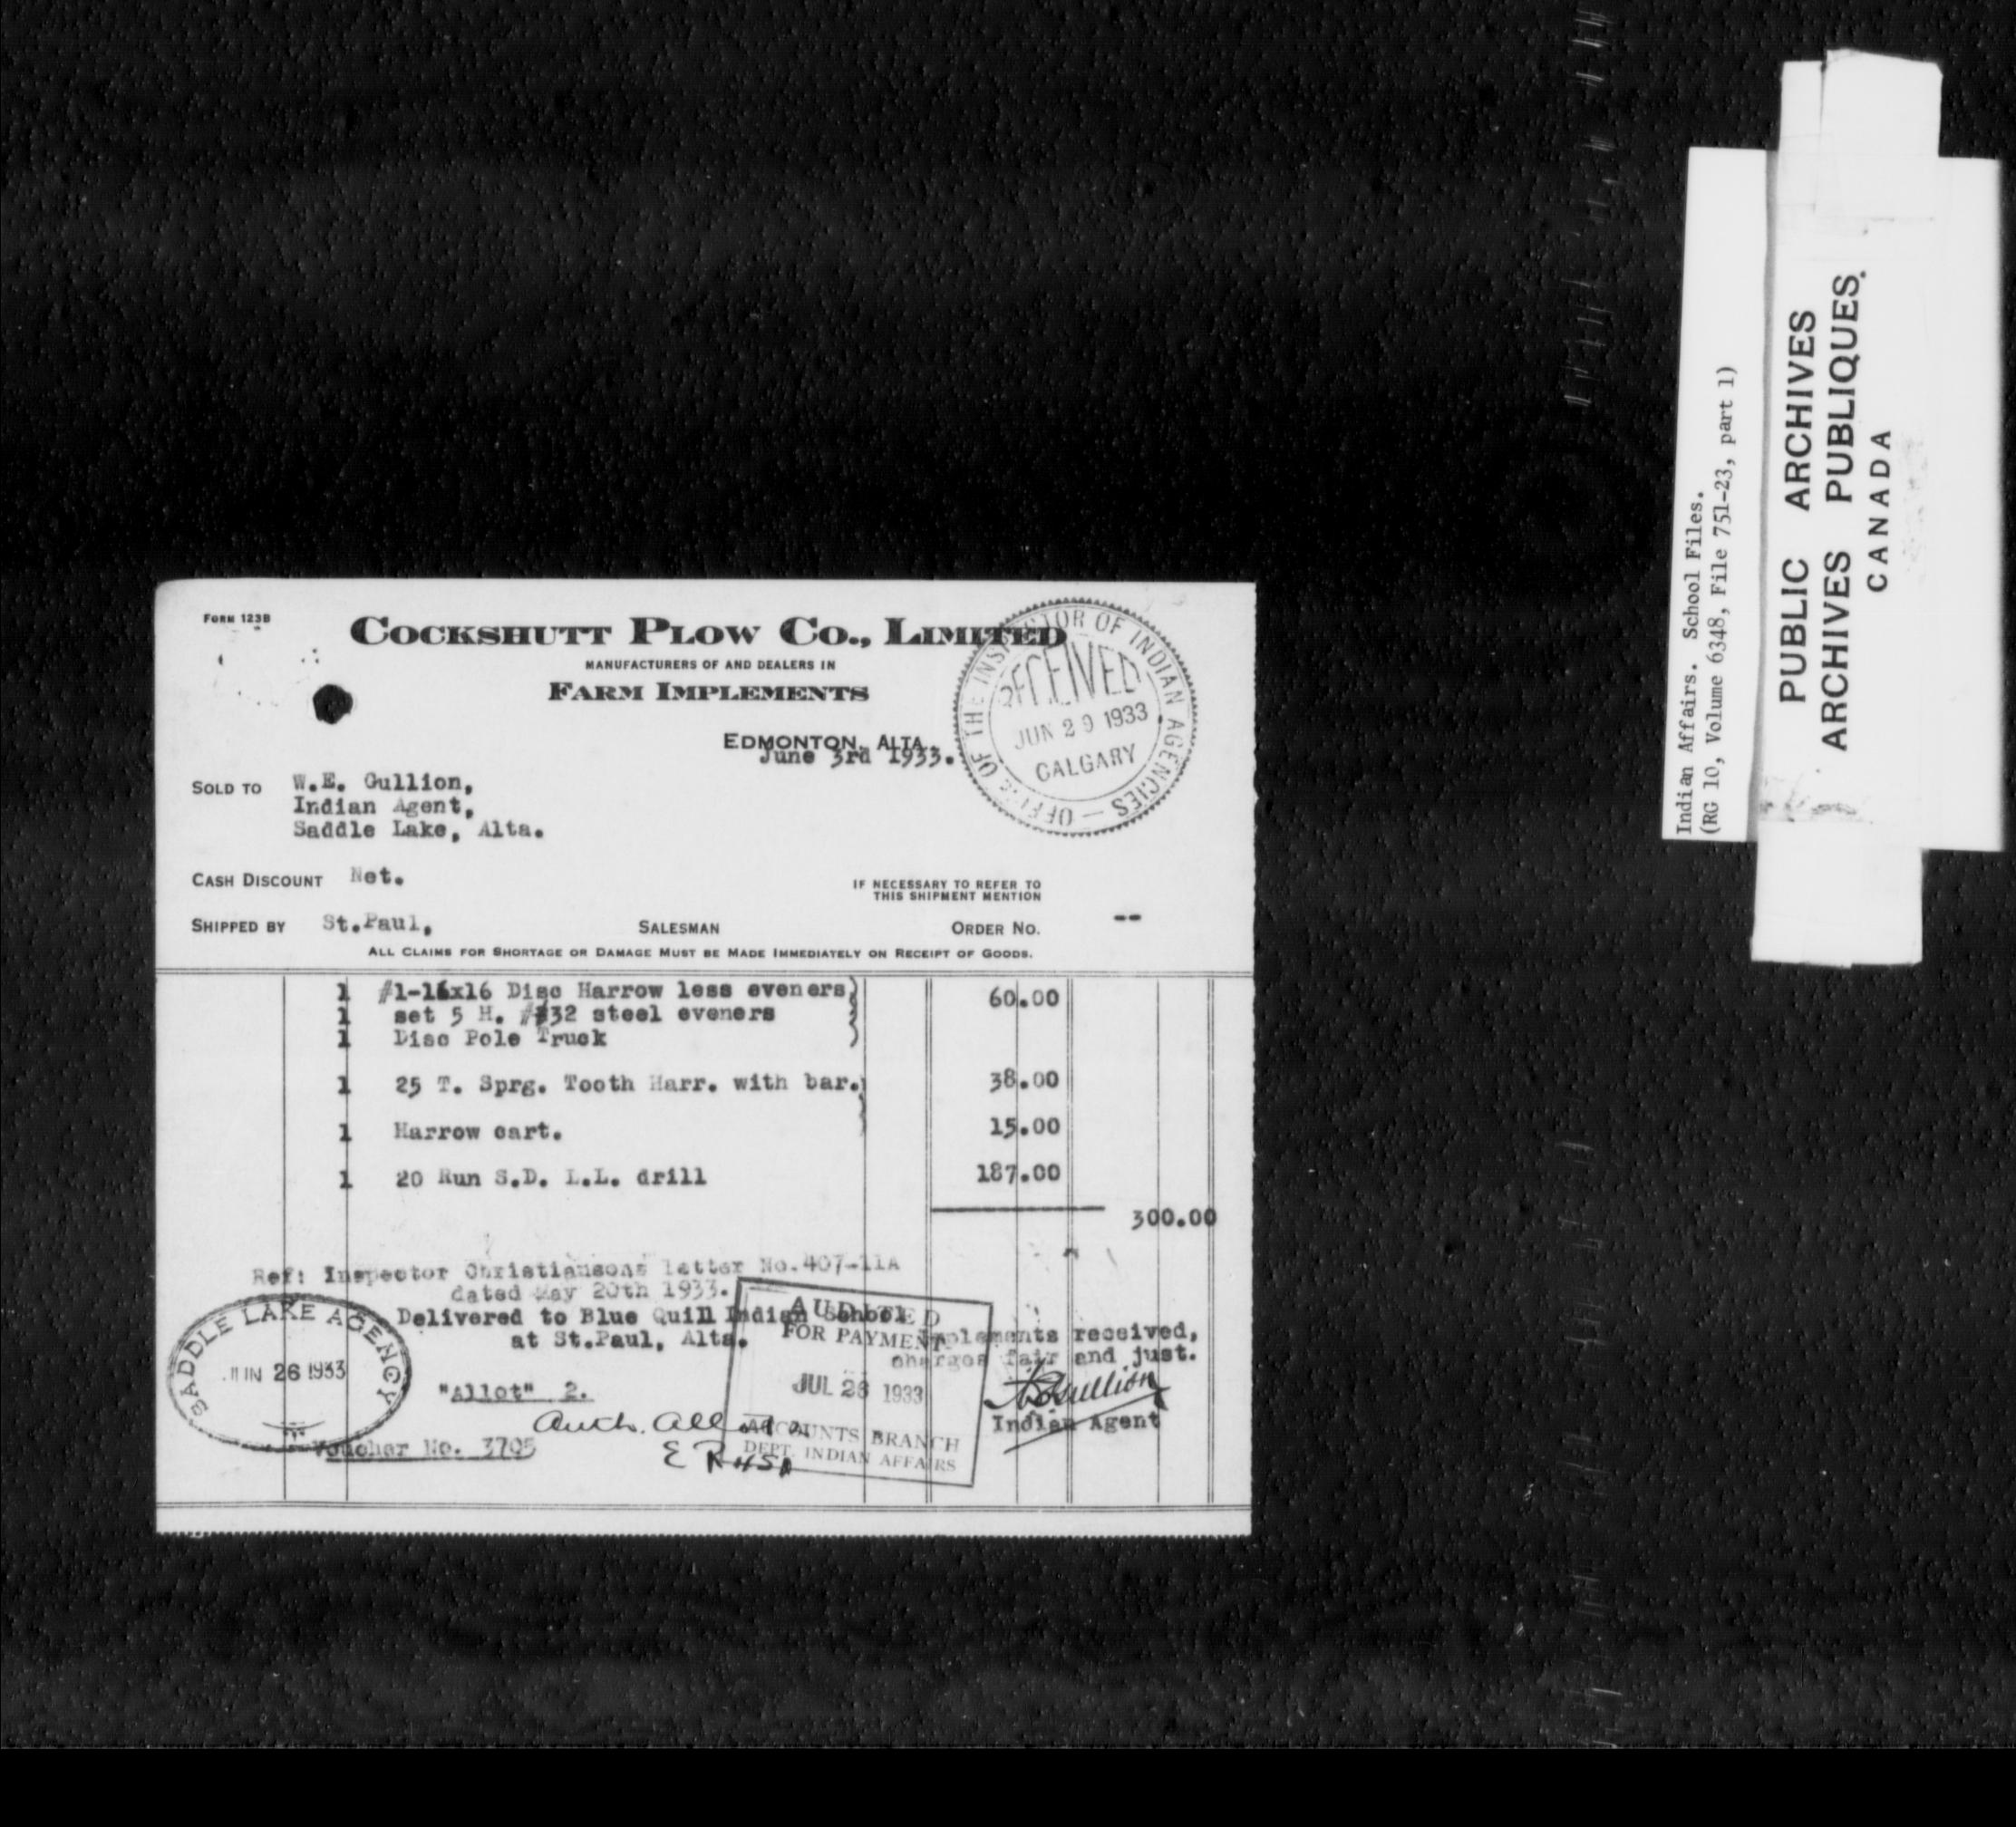 FORM 123B
COCKSHUTT PLOW CO., LIMITED
MANUFACTURERS OF AND DEALERS IN
FARM IMPLEMENTS
EDMONTON, ALTA.
June 3rd 1933.
OFFICE OF THE INSPECTOR OF INDIAN AGENCIES —
RECEIVED
JUN 29 1933
CALGARY
SOLD TO W.E. Gullion,
Indian Agent,
Saddle Lake, Alta.
CASH DISCOUNT Net.
IF NECESSARY TO REFER TO
THIS SHIPMENT MENTION
SHIPPED BY St.Paul, SALESMAN ORDER NO. --
ALL CLAIMS FOR SHORTAGE OR DAMAGE MUST BE MADE IMMEDIATELY ON RECEIPT OF GOODS.
1 #1-16x16 Disc Harrow less eveners) 60.00
1 set 5 H. #32 steel eveners )
1 Disc Pole Truck )
1 25 T. Sprg. Tooth Harr. with bar.) 38.00
1 Harrow cart. 15.00
1 20 Run S.D. L.L. drill 187.00
300.00
Ref: Inspector Christiansons letter No.407-11A
dated May 20th 1933.
Delivered to Blue Quill Indian School
at St.Paul, Alta.
Implements received,
charges fair and just.
Indian Agent
SADDLE LAKE AGENCY
JUN 26 1933
"Allot" 2.
Auth. All
Voucher No. 3705
AUDITED
FOR PAYMENT
JUL 26 1933
ACCOUNTS BRANCH
DEPT. INDIAN AFFAIRS
Indian Affairs. School Files.
(RG 10, Volume 6348, File 751-23, part 1)
PUBLIC ARCHIVES
ARCHIVES PUBLIQUES.
CANADA